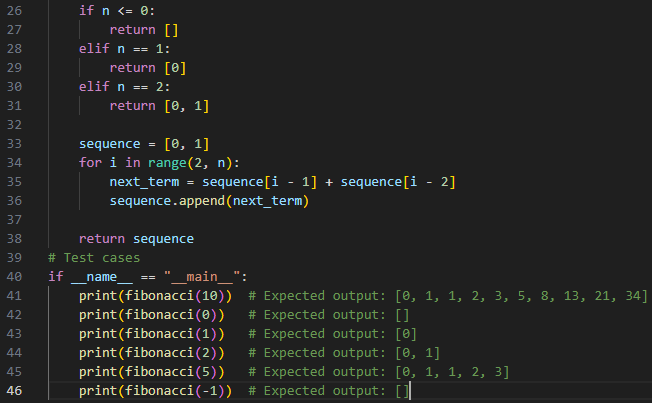 26 if n <= 0:
27 return []
28 elif n == 1:
29 return [0]
30 elif n == 2:
31 return [0, 1]
32
33 sequence = [0, 1]
34 for i in range(2, n):
35 next_term = sequence[i - 1] + sequence[i - 2]
36 sequence.append(next_term)
37
38 return sequence
39 # Test cases
40 if __name__ == "__main__":
41 print(fibonacci(10)) # Expected output: [0, 1, 1, 2, 3, 5, 8, 13, 21, 34]
42 print(fibonacci(0)) # Expected output: []
43 print(fibonacci(1)) # Expected output: [0]
44 print(fibonacci(2)) # Expected output: [0, 1]
45 print(fibonacci(5)) # Expected output: [0, 1, 1, 2, 3]
46 print(fibonacci(-1)) # Expected output: []